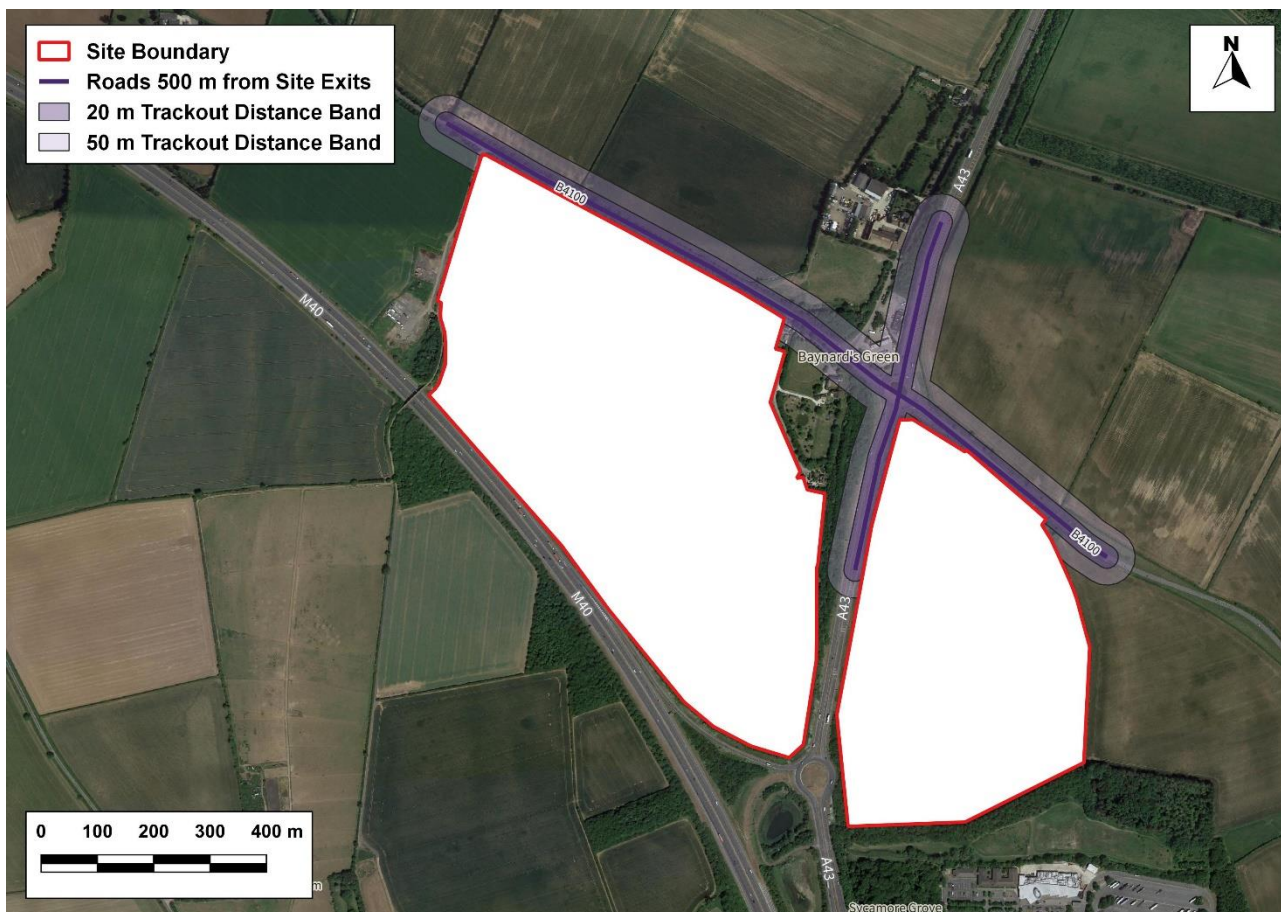 Site Boundary
Roads 500 m from Site Exits
20 m Trackout Distance Band
50 m Trackout Distance Band
N
A43
B4100
M40
Baynard's Green
B4100
M40
A43
0 100 200 300 400 m
m
A43
Sycamore Grove